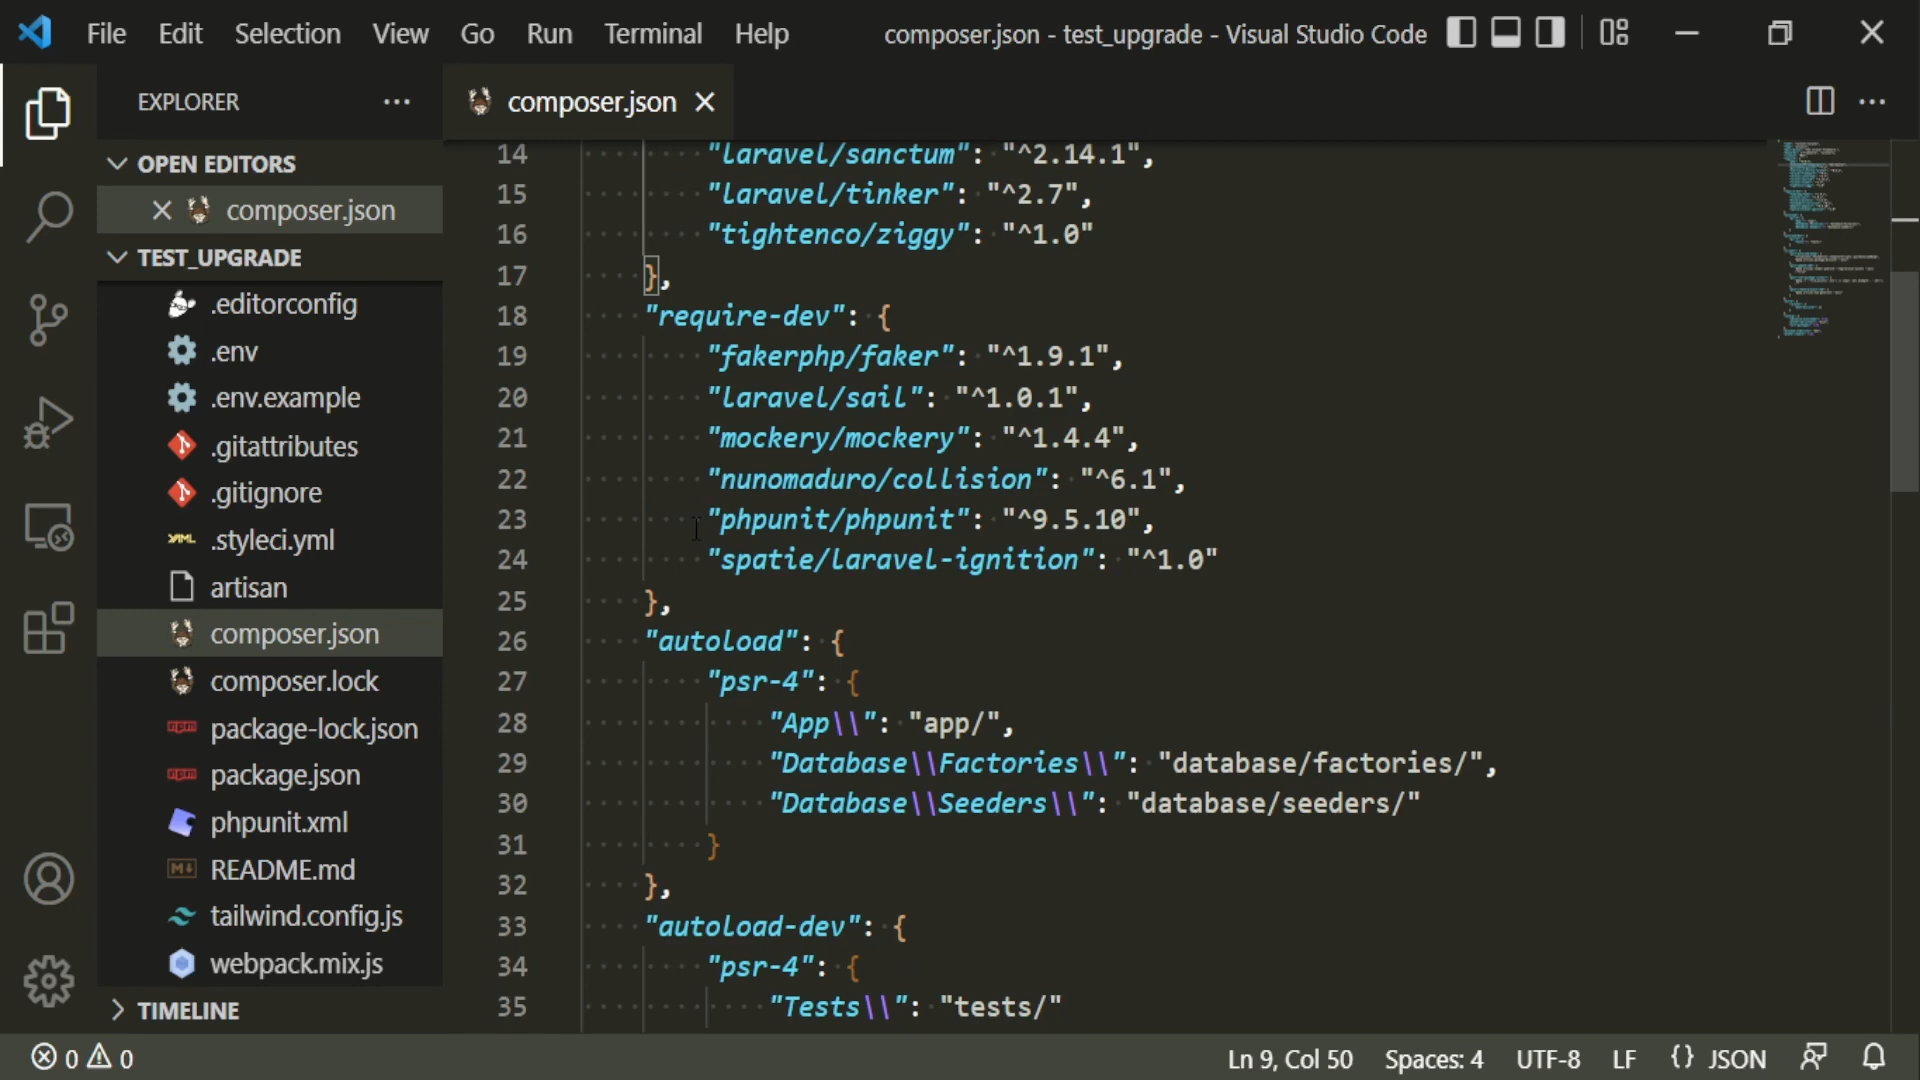 File Edit Selection View Go Run Terminal Help composer.json - test_upgrade - Visual Studio Code
EXPLORER
OPEN EDITORS
composer.json
TEST_UPGRADE
.editorconfig
.env
.env.example
.gitattributes
.gitignore
.styleci.yml
artisan
composer.json
composer.lock
package-lock.json
package.json
phpunit.xml
README.md
tailwind.config.js
webpack.mix.js
TIMELINE
composer.json
14 "laravel/sanctum": "^2.14.1",
15 "laravel/tinker": "^2.7",
16 "tightenco/ziggy": "^1.0"
17 },
18 "require-dev": {
19 "fakerphp/faker": "^1.9.1",
20 "laravel/sail": "^1.0.1",
21 "mockery/mockery": "^1.4.4",
22 "nunomaduro/collision": "^6.1",
23 "phpunit/phpunit": "^9.5.10",
24 "spatie/laravel-ignition": "^1.0"
25 },
26 "autoload": {
27 "psr-4": {
28 "App\\": "app/",
29 "Database\\Factories\\": "database/factories/",
30 "Database\\Seeders\\": "database/seeders/"
31 }
32 },
33 "autoload-dev": {
34 "psr-4": {
35 "Tests\\": "tests/"
0 0 Ln 9, Col 50 Spaces: 4 UTF-8 LF {} JSON